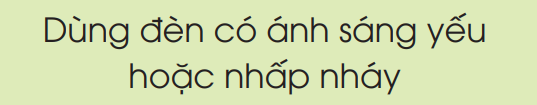 Dùng đèn có ánh sáng yếu
hoặc nhấp nháy